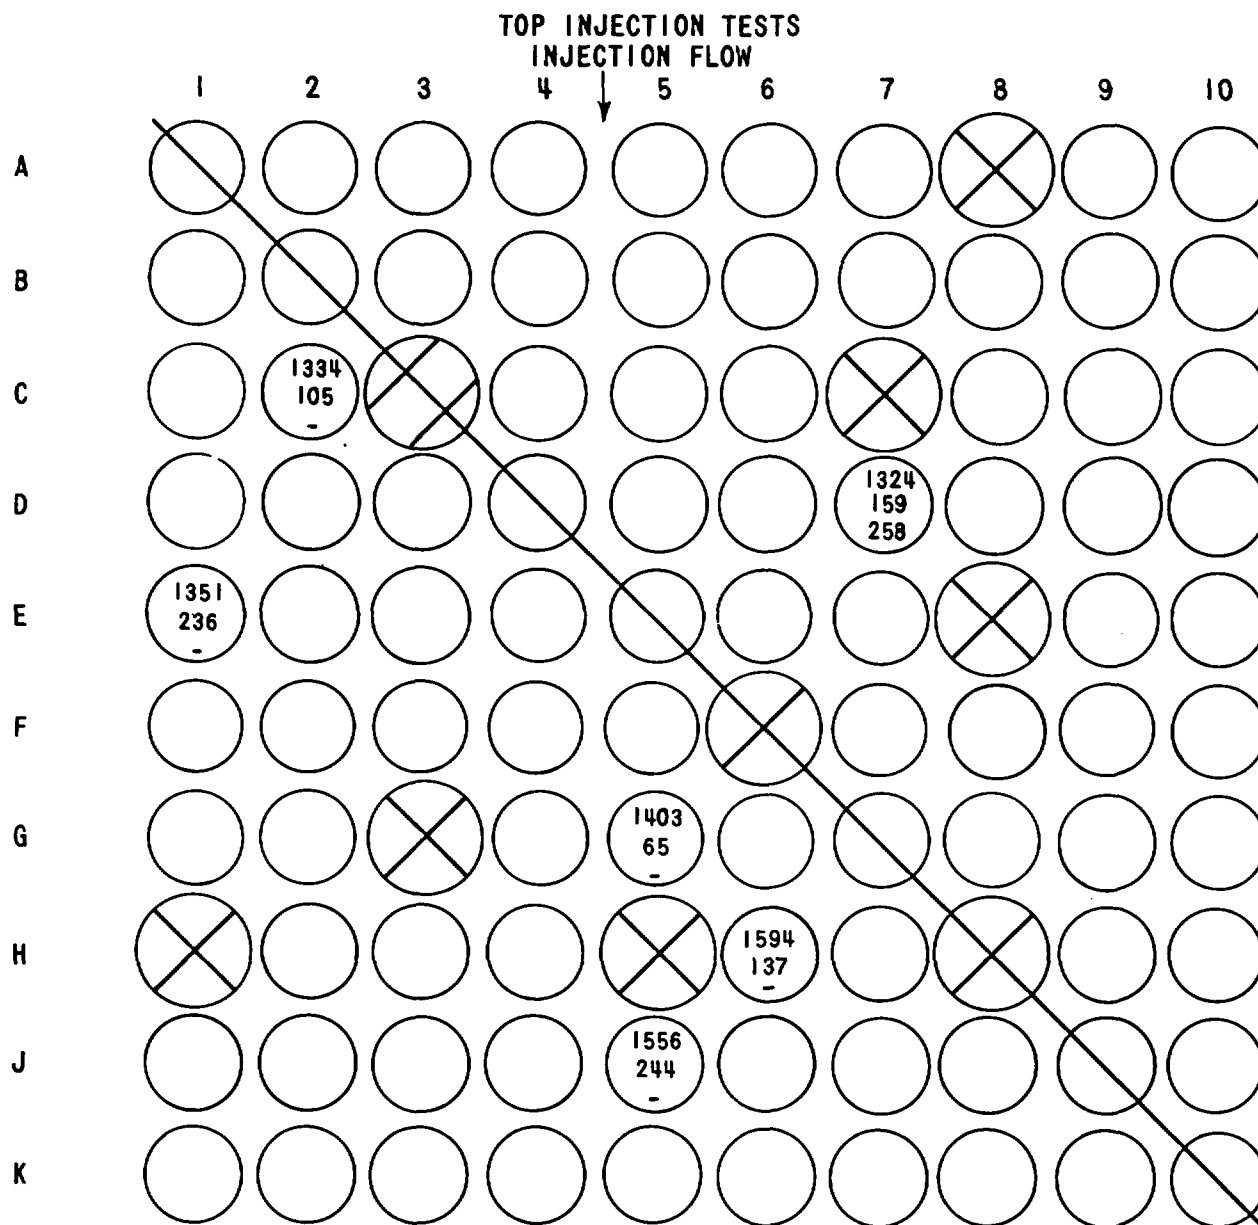 TOP INJECTION TESTS
INJECTION FLOW
1 2 3 4 5 6 7 8 9 10
A
B
C 1334
105
-
D 1324
159
258
E 1351
236
-
F
G 1403
65
-
H 1594
137
-
J 1556
244
-
K